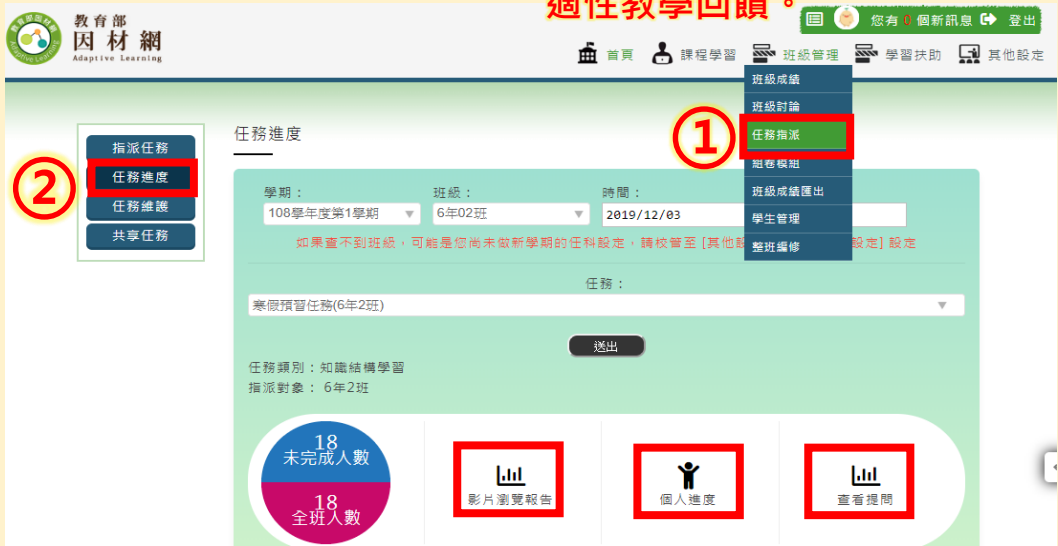 適性教學回饋。
教育部
因材網
Adaptive Learning
您有 0 個新訊息 登出
首頁 課程學習 班級管理 學習扶助 其他設定
班級成績
班級討論
①
任務指派
組卷模組
班級成績匯出
學生管理
整班編修
②
指派任務
任務進度
任務維護
共享任務
任務進度
學期： 班級： 時間：
108學年度第1學期 6年02班 2019/12/03
如果查不到班級，可能是您尚未做新學期的任科設定，請校管至 [其他設 設定] 設定
任務：
寒假預習任務(6年2班)
送出
任務類別：知識結構學習
指派對象： 6年2班
18
未完成人數
18
全班人數
影片瀏覽報告
個人進度
查看提問